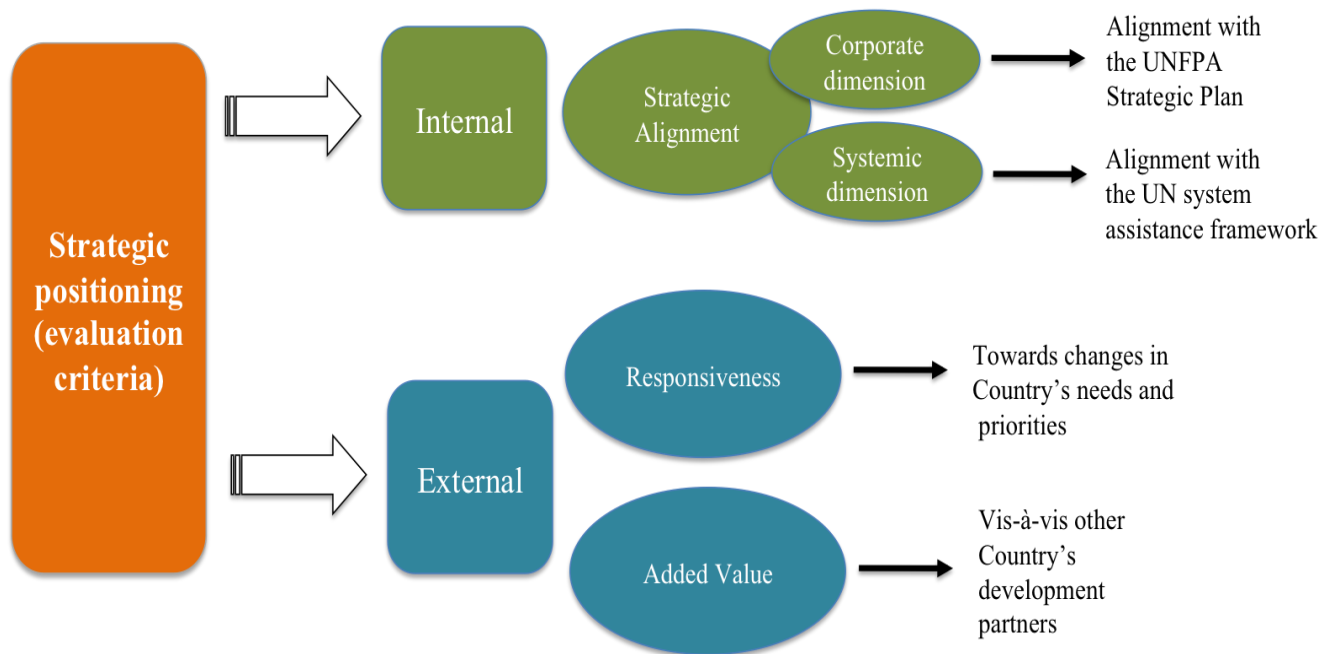 Strategic
positioning
(evaluation
criteria)
Internal
Strategic
Alignment
Corporate
dimension
Alignment with
the UNFPA
Strategic Plan
Systemic
dimension
Alignment with
the UN system
assistance framework
External
Responsiveness
Towards changes in
Country’s needs and
priorities
Added Value
Vis-à-vis other
Country’s
development
partners